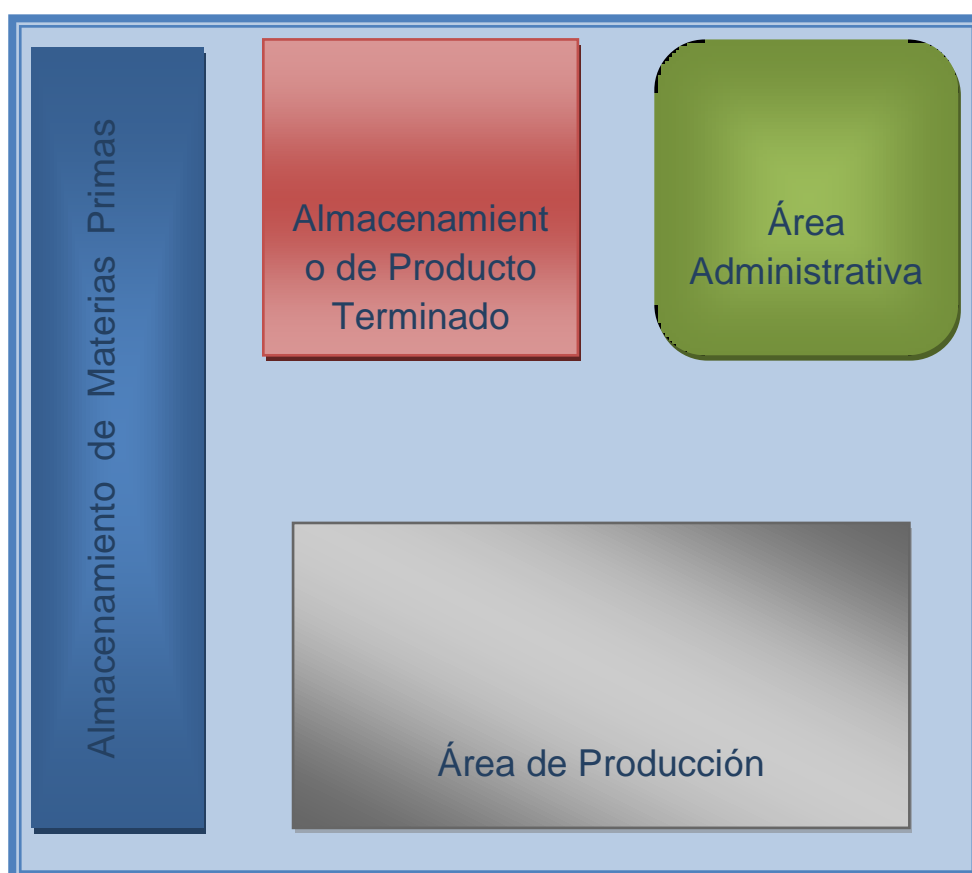 Almacenamiento de Materias Primas
Almacenamient
o de Producto
Terminado
Área
Administrativa
Área de Producción